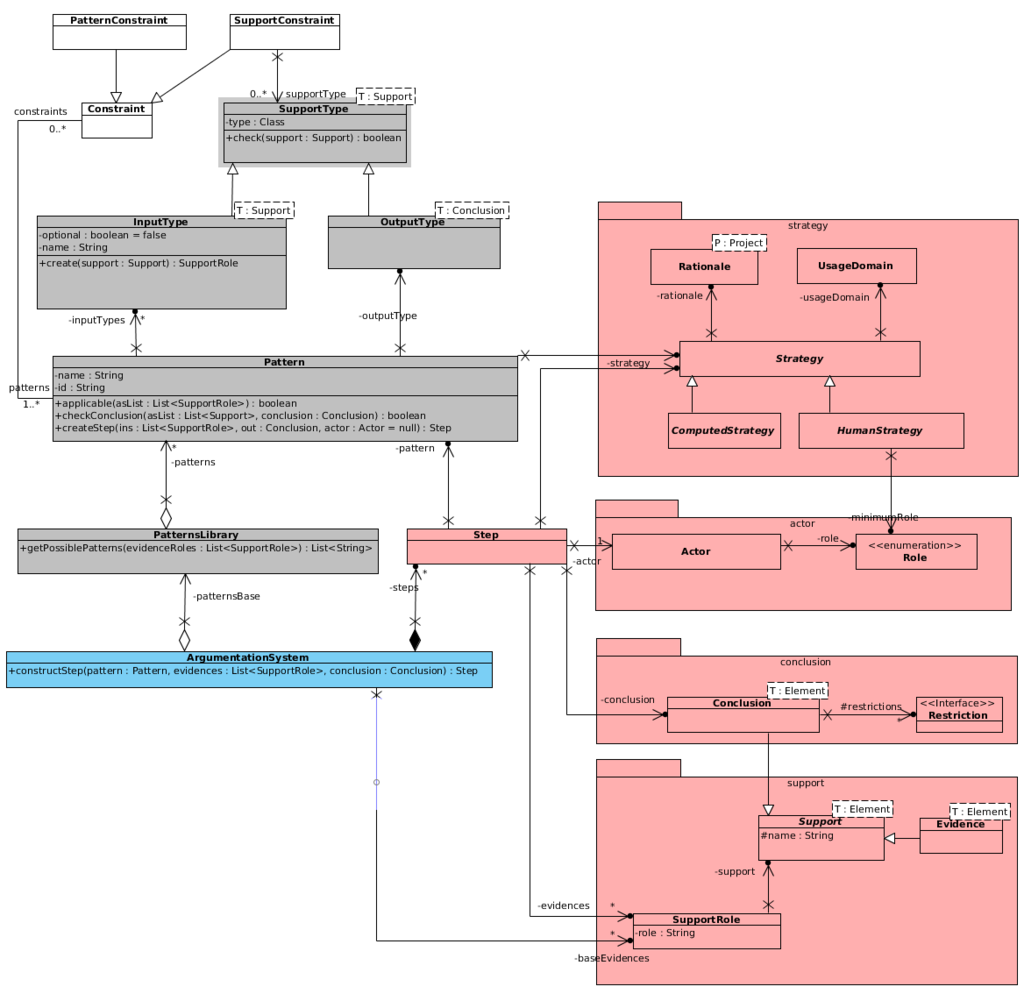 PatternConstraint
SupportConstraint
0..*
supportType
T : Support
constraints
0..*
Constraint
SupportType
-type : Class
+check(support : Support) : boolean
T : Support
T : Conclusion
InputType
-optional : boolean = false
-name : String
+create(support : Support) : SupportRole
OutputType
-inputTypes
*
-outputType
strategy
P : Project
Rationale
UsageDomain
-rationale
-usageDomain
Strategy
-strategy
ComputedStrategy
HumanStrategy
Pattern
-name : String
-id : String
+applicable(asList : List<SupportRole>) : boolean
+checkConclusion(asList : List<Support>, conclusion : Conclusion) : boolean
+createStep(ins : List<SupportRole>, out : Conclusion, actor : Actor = null) : Step
patterns
1..*
*
-patterns
-pattern
PatternsLibrary
+getPossiblePatterns(evidenceRoles : List<SupportRole>) : List<String>
Step
-minimumRole
actor
1
-actor
Actor
-role
<<enumeration>>
Role
-patternsBase
-steps
*
ArgumentationSystem
+constructStep(pattern : Pattern, evidences : List<SupportRole>, conclusion : Conclusion) : Step
conclusion
T : Element
-conclusion
Conclusion
#restrictions
*
<<Interface>>
Restriction
support
T : Element
T : Element
Support
#name : String
Evidence
-support
-evidences
*
SupportRole
-role : String
*
-baseEvidences